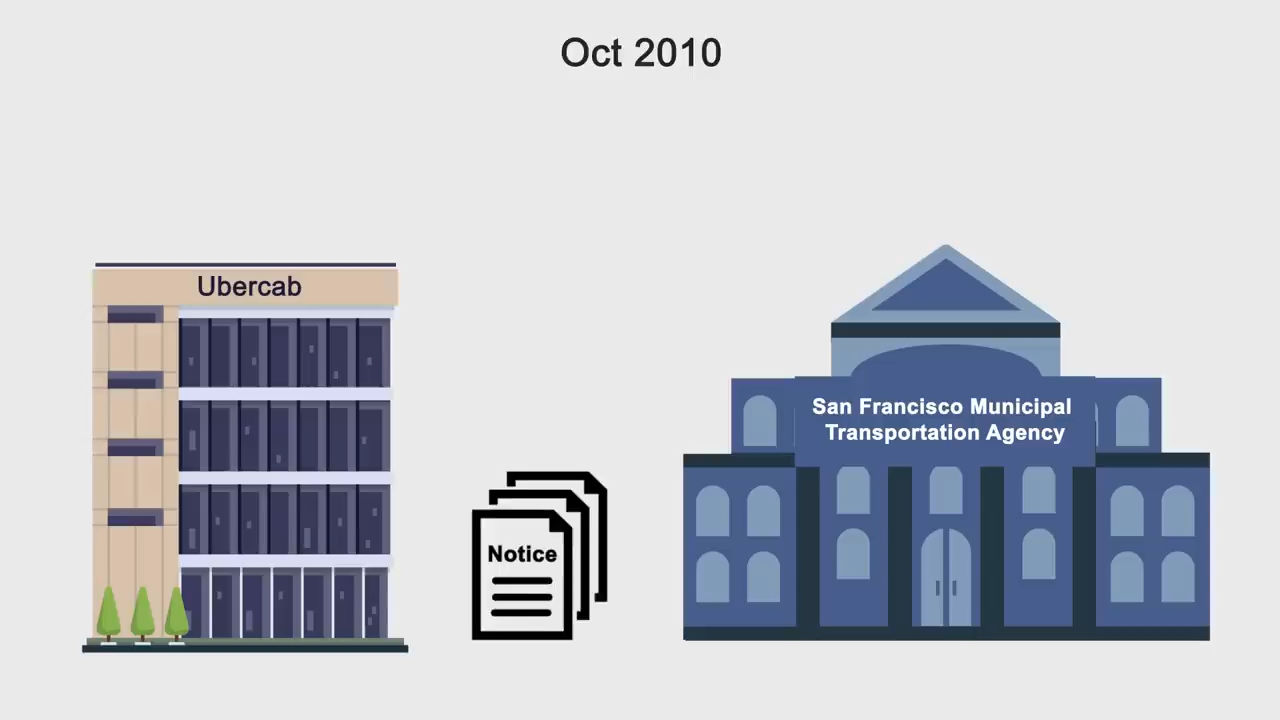 Oct 2010
Ubercab
San Francisco Municipal
Transportation Agency
Notice